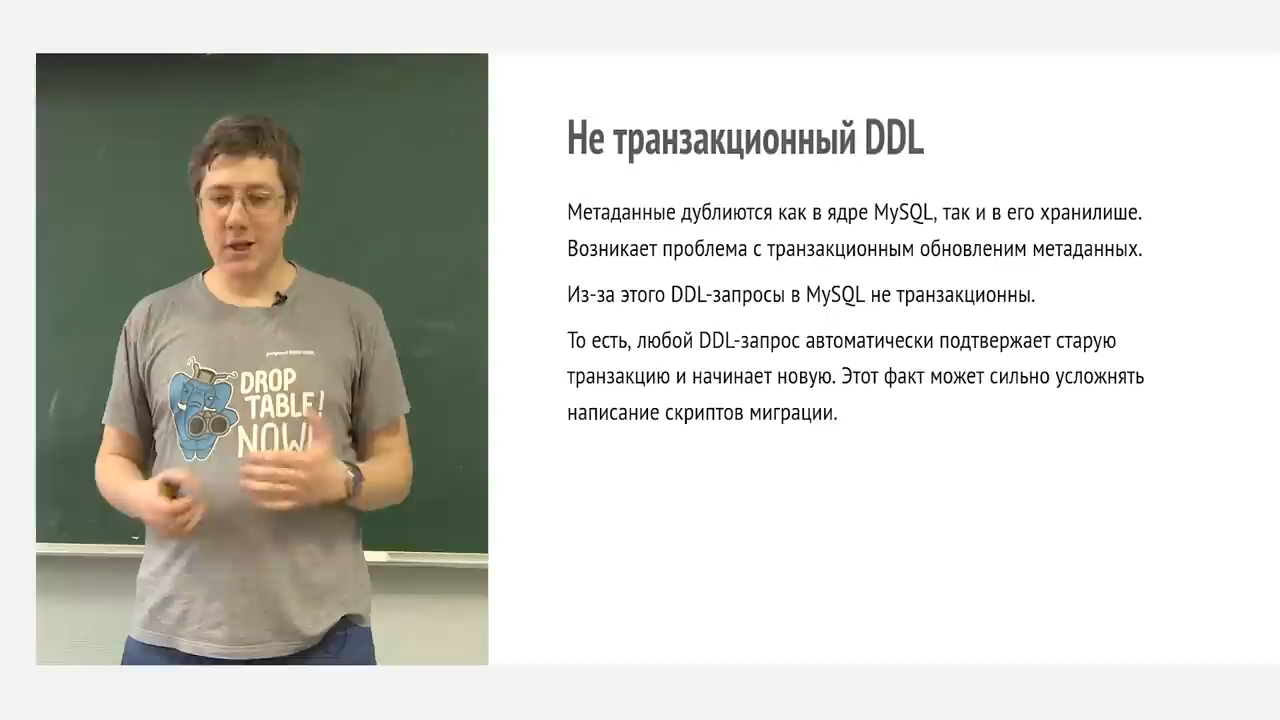 Не транзакционный DDL
Метаданные дублиются как в ядре MySQL, так и в его хранилише.
Возникает проблема с транзакционным обновленим метаданных.
Из-за этого DDL-запросы в MySQL не транзакционны.
То есть, любой DDL-запрос автоматически подтвержает старую
транзакцию и начинает новую. Этот факт может сильно усложнять
написание скриптов миграции.
DROP
TABLE!
NOW!